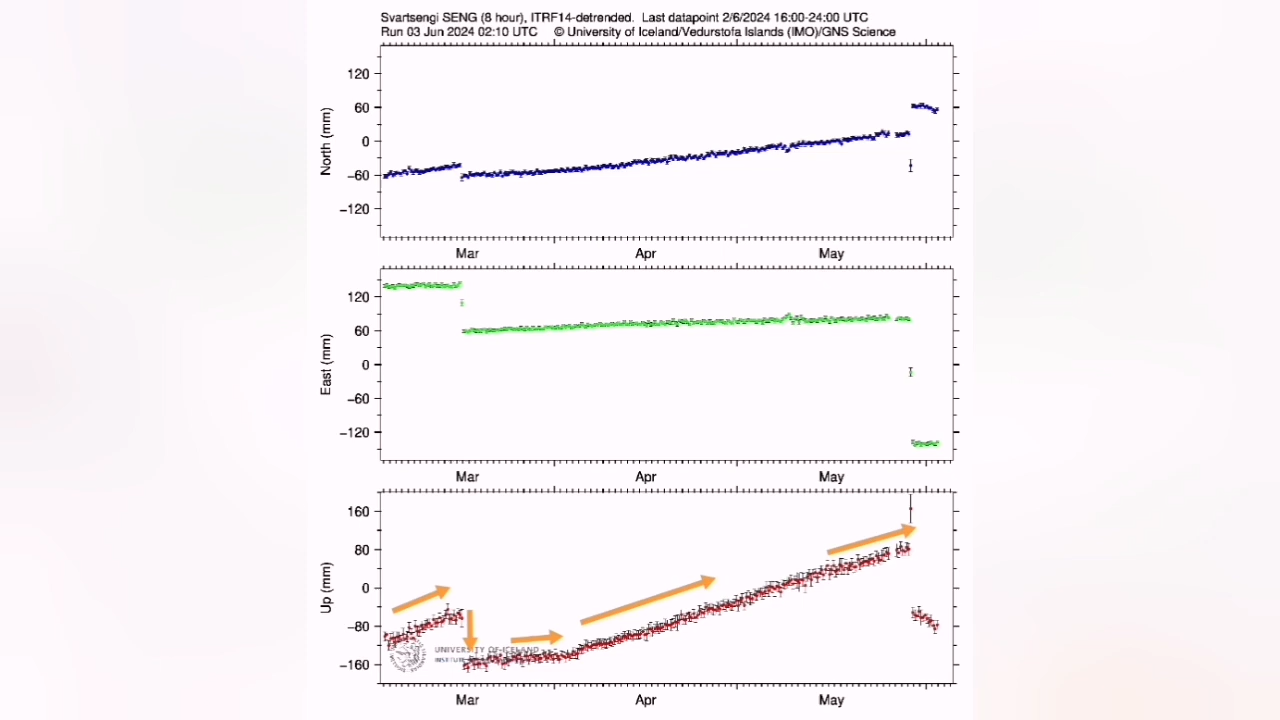 Svartsengi SENG (8 hour), ITRF14-detrended. Last datapoint 2/6/2024 16:00-24:00 UTC
Run 03 Jun 2024 02:10 UTC © University of Iceland/Vedurstofa Islands (IMO)/GNS Science
120
60
0
−60
−120
North (mm)
Mar Apr May
120
60
0
−60
−120
East (mm)
Mar Apr May
160
80
0
−80
−160
Up (mm)
UNIVERSITY OF ICELAND
Mar Apr May